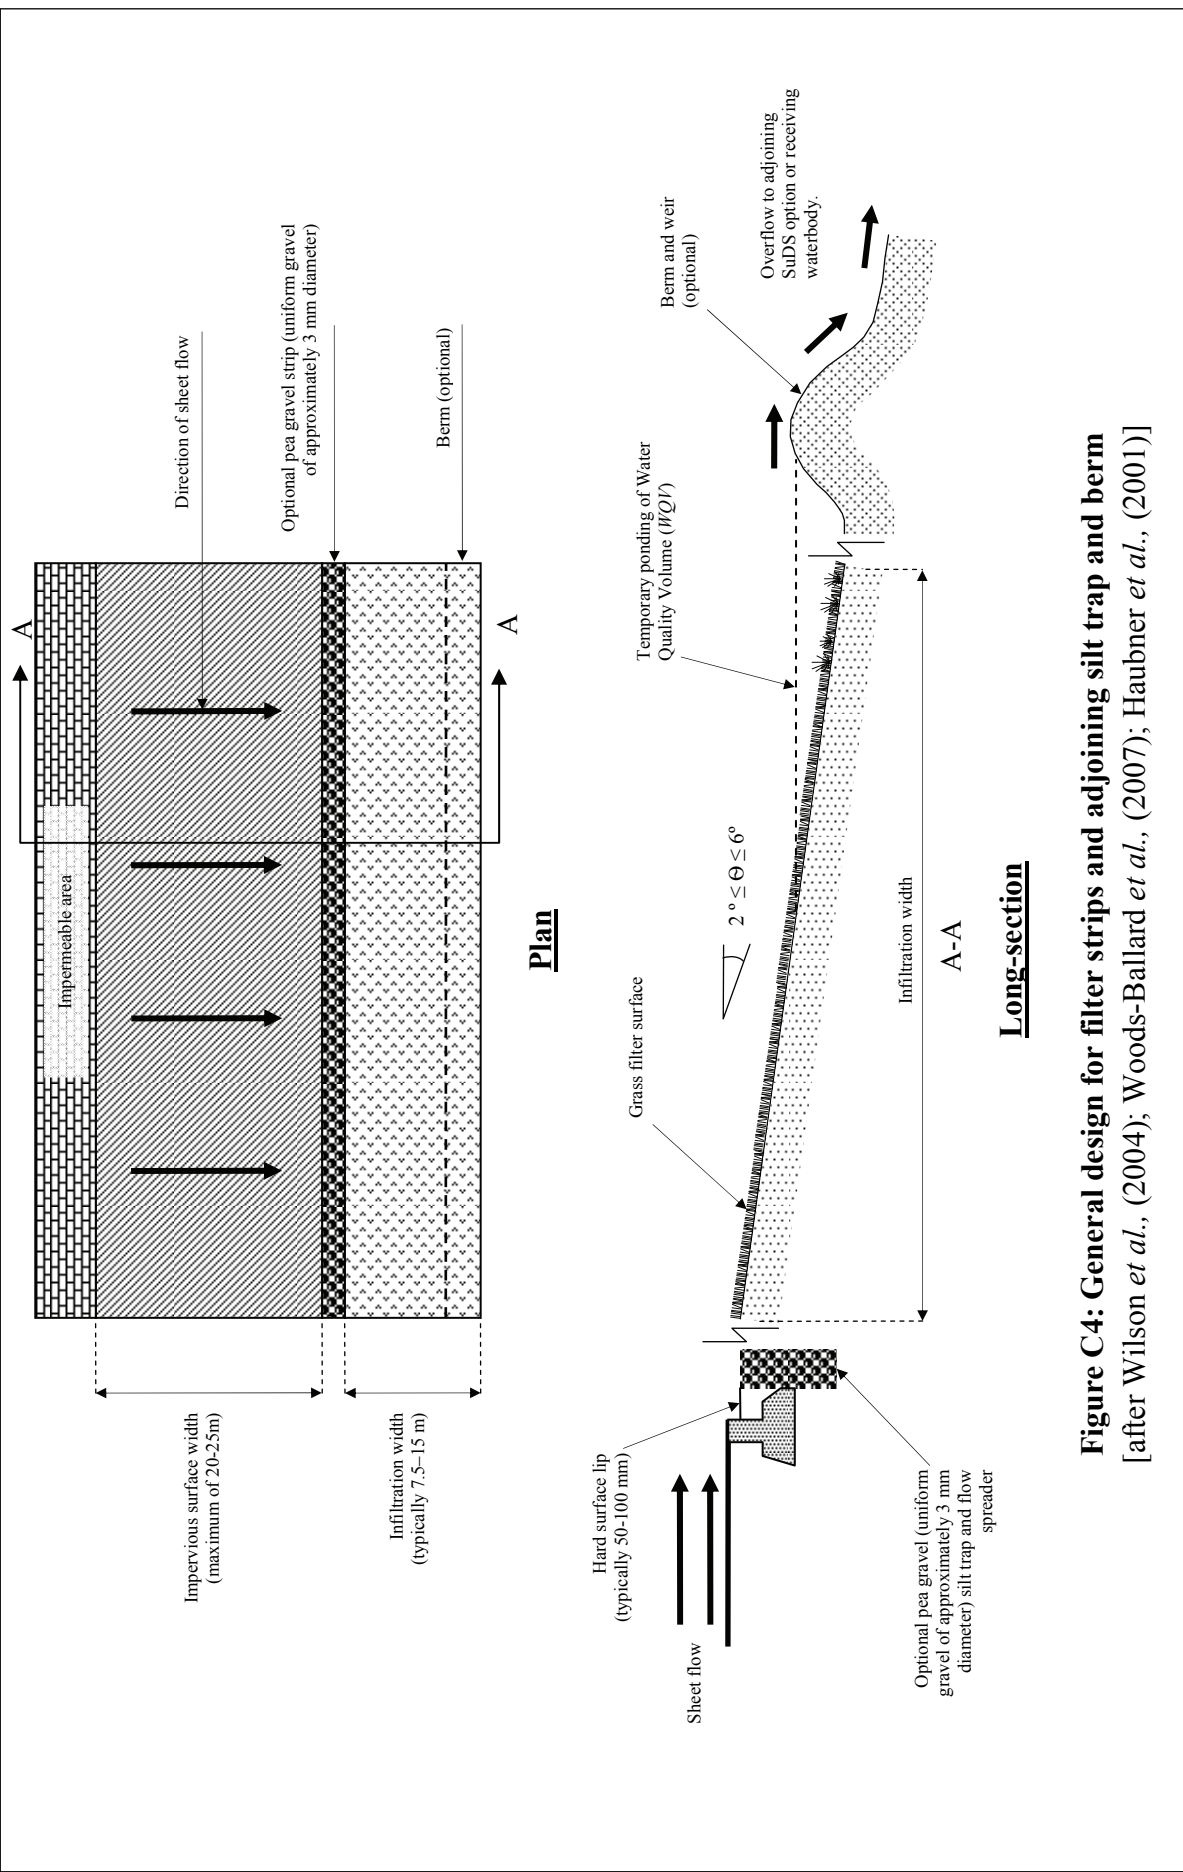 A
A
Impermeable area
Direction of sheet flow
Optional pea gravel strip (uniform gravel
of approximately 3 mm diameter)
Berm (optional)
Impervious surface width
(maximum of 20-25m)
Infiltration width
(typically 7.5–15 m)
Plan
Sheet flow
Hard surface lip
(typically 50-100 mm)
Optional pea gravel (uniform
gravel of approximately 3 mm
diameter) silt trap and flow
spreader
Grass filter surface
2 º ≤ Θ ≤ 6º
Temporary ponding of Water
Quality Volume (WQV)
Berm and weir
(optional)
Overflow to adjoining
SuDS option or receiving
waterbody.
Infiltration width
A-A
Long-section
Figure C4: General design for filter strips and adjoining silt trap and berm
[after Wilson et al., (2004); Woods-Ballard et al., (2007); Haubner et al., (2001)]